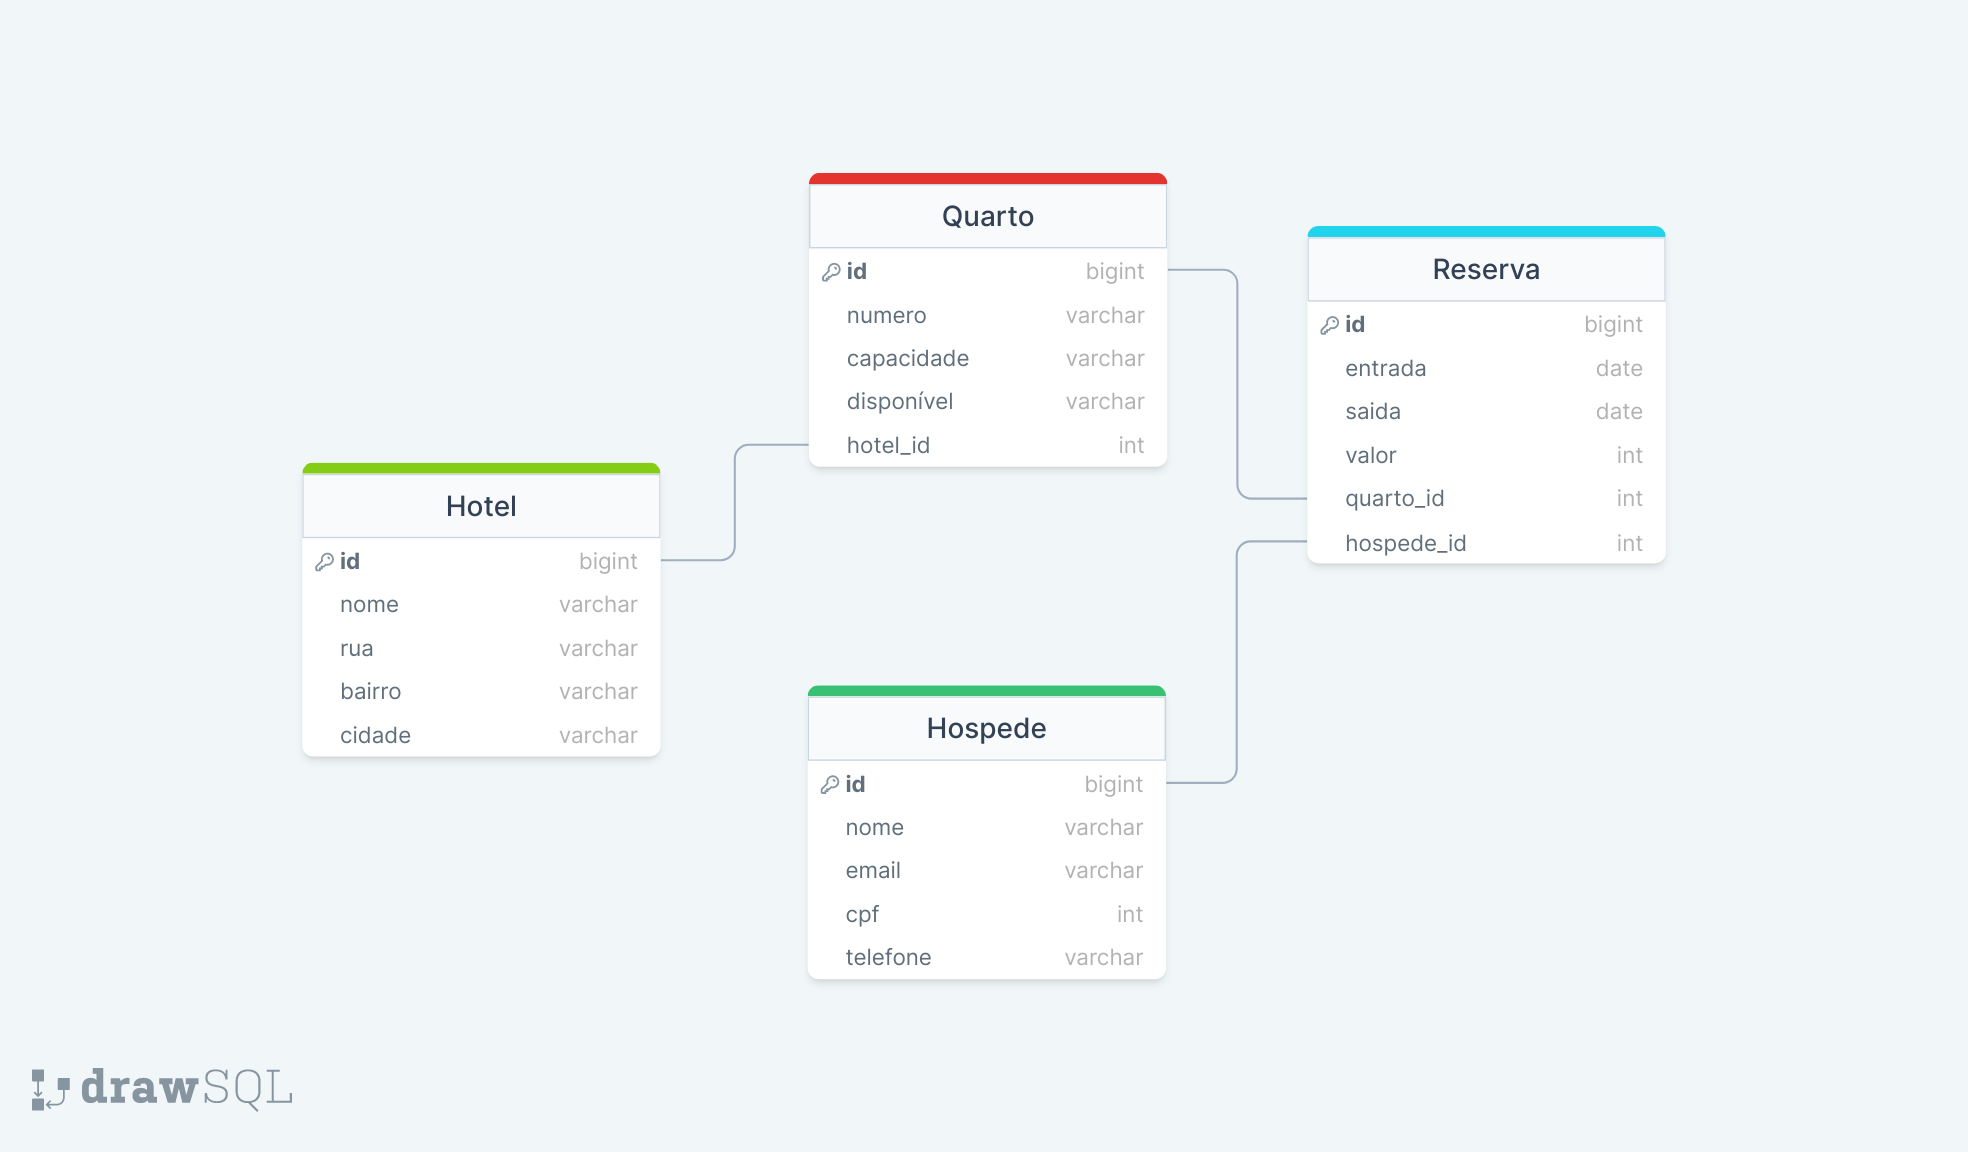 Quarto
id bigint
numero varchar
capacidade varchar
disponível varchar
hotel_id int
Reserva
id bigint
entrada date
saida date
valor int
quarto_id int
hospede_id int
Hotel
id bigint
nome varchar
rua varchar
bairro varchar
cidade varchar
Hospede
id bigint
nome varchar
email varchar
cpf int
telefone varchar
drawSQL